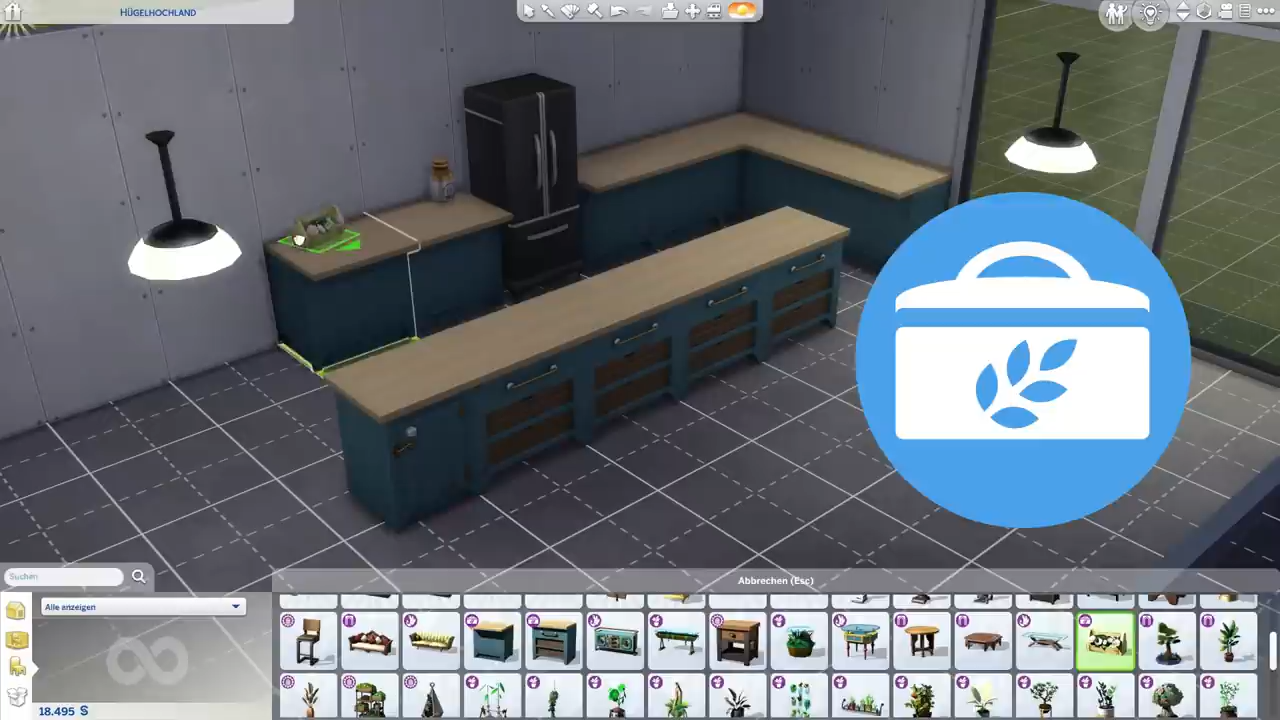 HÜGELHOCHLAND
Suchen
Abbrechen (Esc)
Alle anzeigen
18.495 §